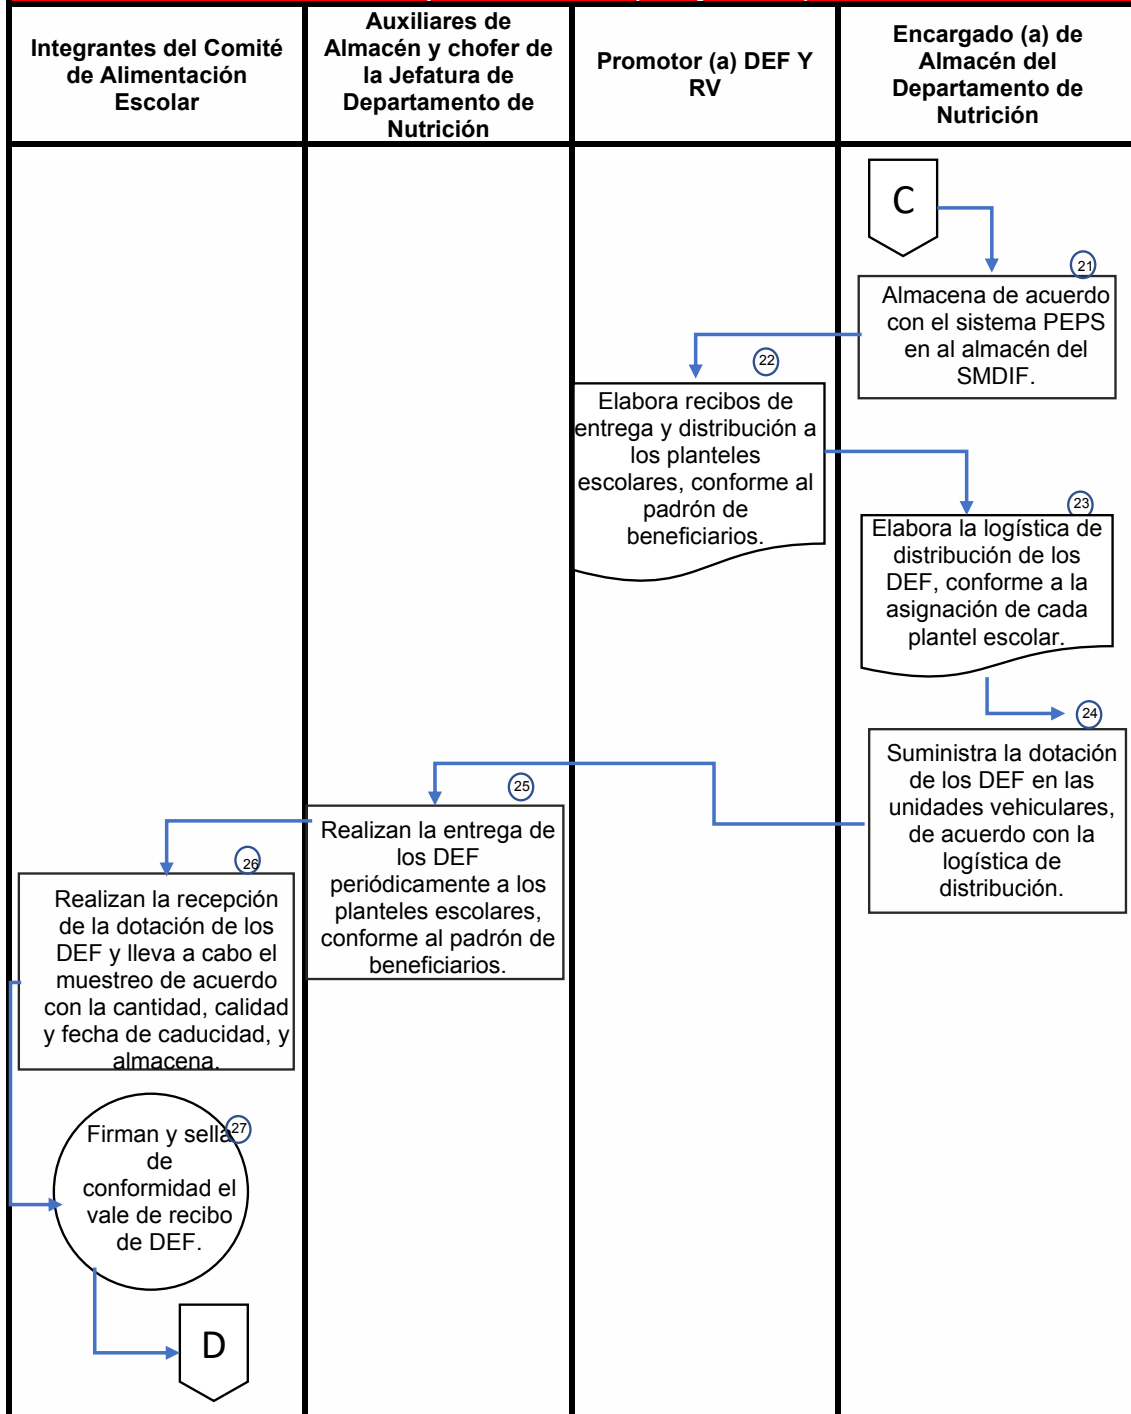 Integrantes del Comité
de Alimentación
Escolar
Auxiliares de
Almacén y chofer de
la Jefatura de
Departamento de
Nutrición
Promotor (a) DEF Y
RV
Encargado (a) de
Almacén del
Departamento de
Nutrición
C
21
Almacena de acuerdo
con el sistema PEPS
en al almacén del
SMDIF.
22
Elabora recibos de
entrega y distribución a
los planteles
escolares, conforme al
padrón de
beneficiarios.
23
Elabora la logística de
distribución de los
DEF, conforme a la
asignación de cada
plantel escolar.
24
Suministra la dotación
de los DEF en las
unidades vehiculares,
de acuerdo con la
logística de
distribución.
25
Realizan la entrega de
los DEF
periódicamente a los
planteles escolares,
conforme al padrón de
beneficiarios.
26
Realizan la recepción
de la dotación de los
DEF y lleva a cabo el
muestreo de acuerdo
con la cantidad, calidad
y fecha de caducidad, y
almacena.
27
Firman y sella
de
conformidad el
vale de recibo
de DEF.
D